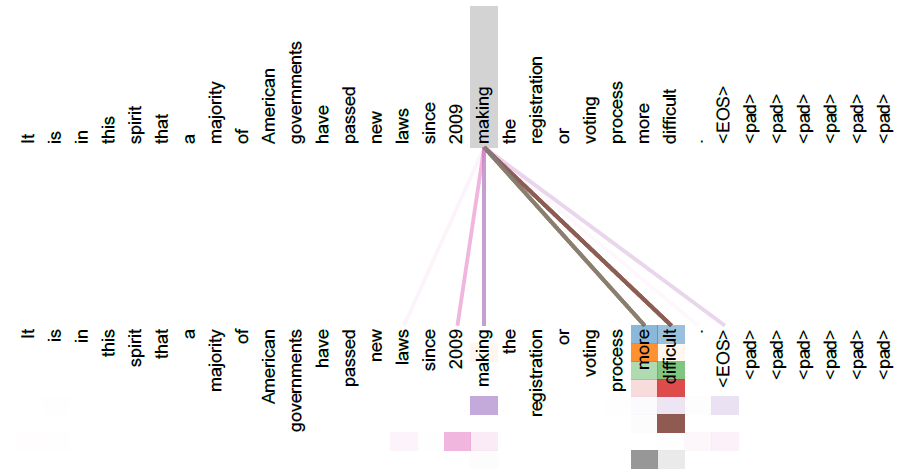 It is in this spirit that a majority of American governments have passed new laws since 2009 making the registration or voting process more difficult . <EOS> <pad> <pad> <pad> <pad> <pad> <pad>
It is in this spirit that a majority of American governments have passed new laws since 2009 making the registration or voting process more difficult . <EOS> <pad> <pad> <pad> <pad> <pad> <pad>